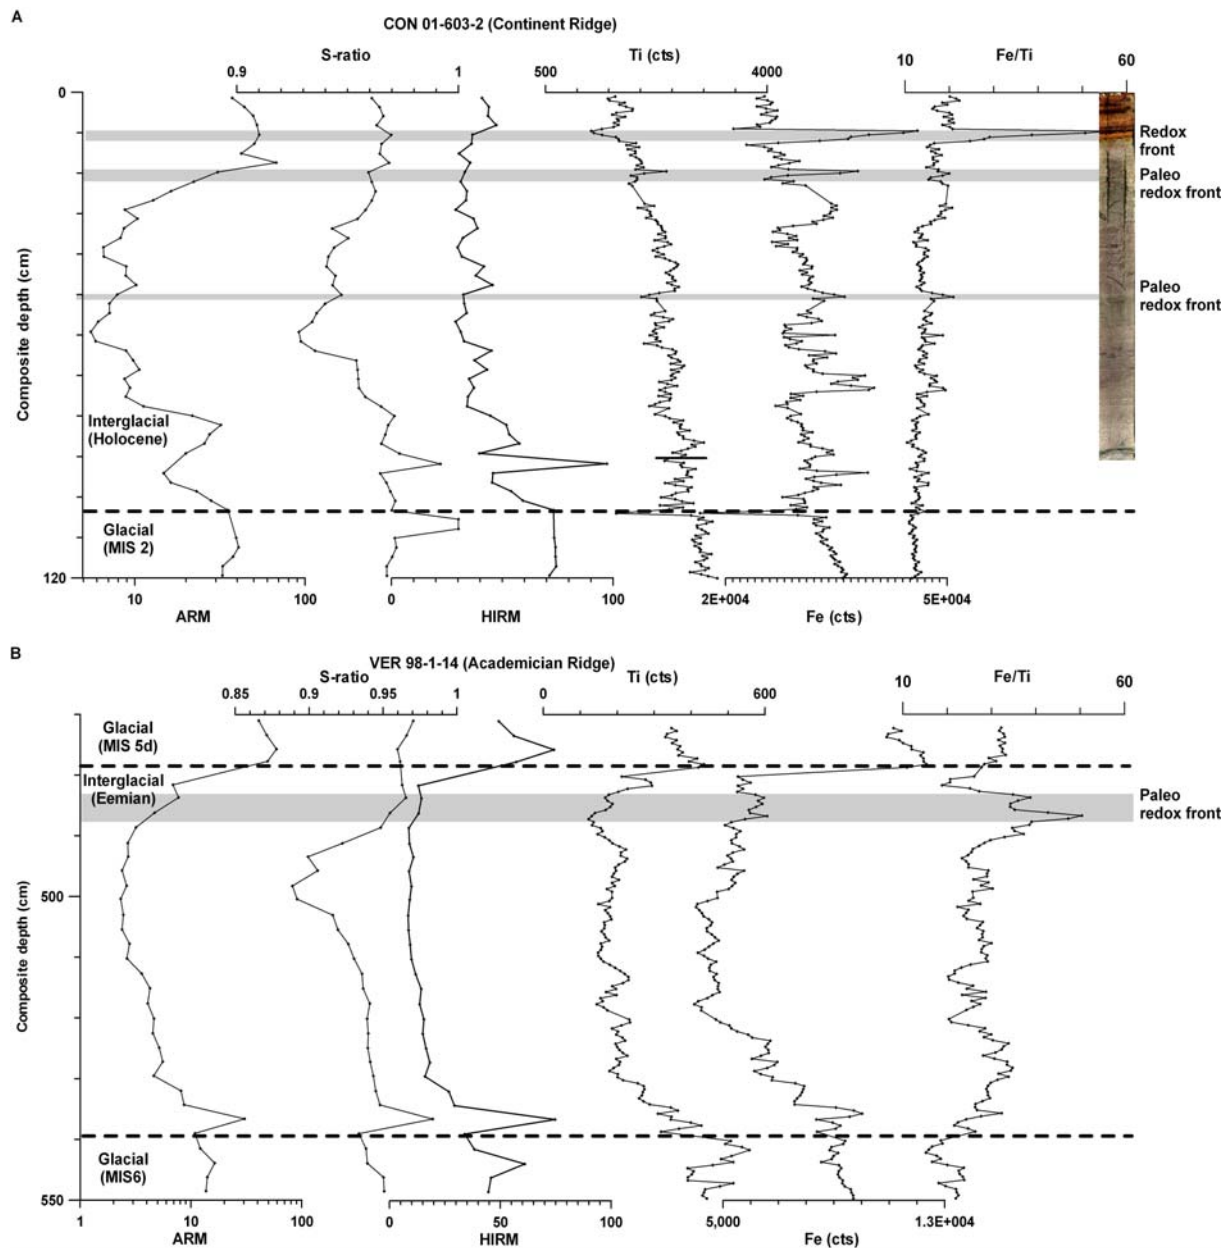 A
CON 01-603-2 (Continent Ridge)
S-ratio Ti (cts) Fe/Ti
0.9 1 500 4000 10 60
0
Redox
front
Paleo
redox front
Paleo
redox front
Composite depth (cm)
Interglacial
(Holocene)
Glacial
(MIS 2)
120
10 100 0 100 2E+004 5E+004
ARM HIRM Fe (cts)
B
VER 98-1-14 (Academician Ridge)
S-ratio Ti (cts) Fe/Ti
0.85 0.9 0.95 1 0 600 10 60
Glacial
(MIS 5d)
Interglacial
(Eemian)
Paleo
redox front
Composite depth (cm)
500
Glacial
(MIS6)
550
1 10 100 0 50 100 5,000 1.3E+004
ARM HIRM Fe (cts)